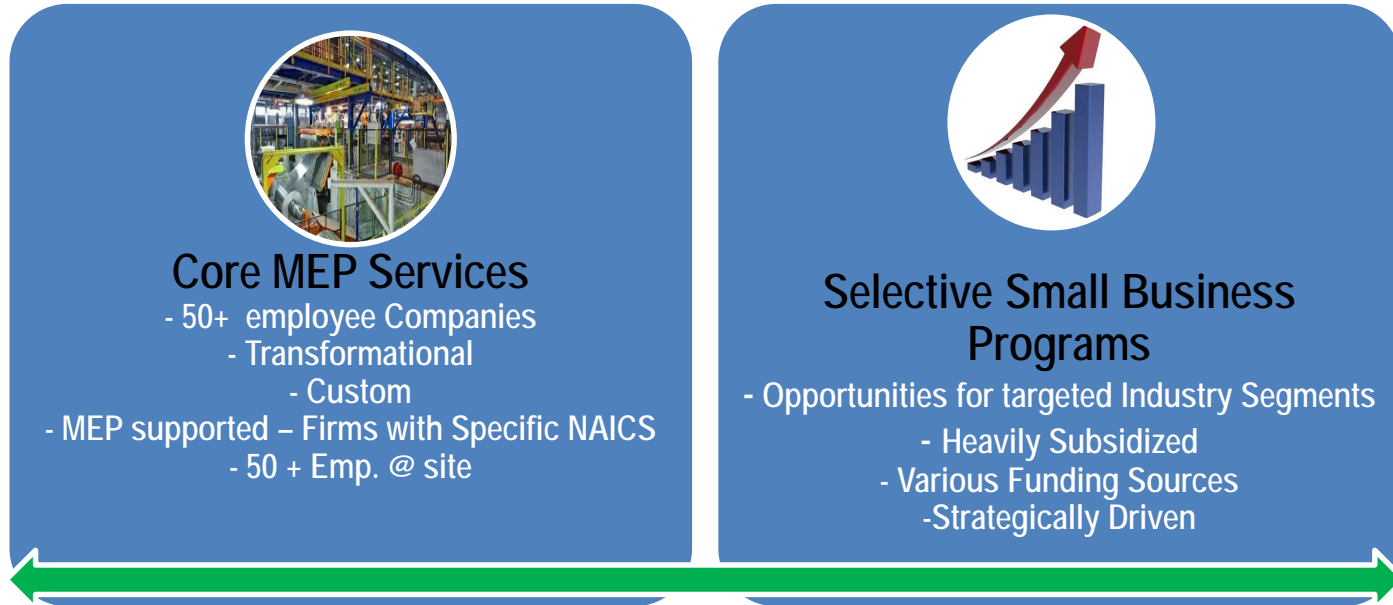 Core MEP Services
- 50+ employee Companies
- Transformational
- Custom
- MEP supported – Firms with Specific NAICS
- 50 + Emp. @ site
Selective Small Business
Programs
- Opportunities for targeted Industry Segments
- Heavily Subsidized
- Various Funding Sources
-Strategically Driven